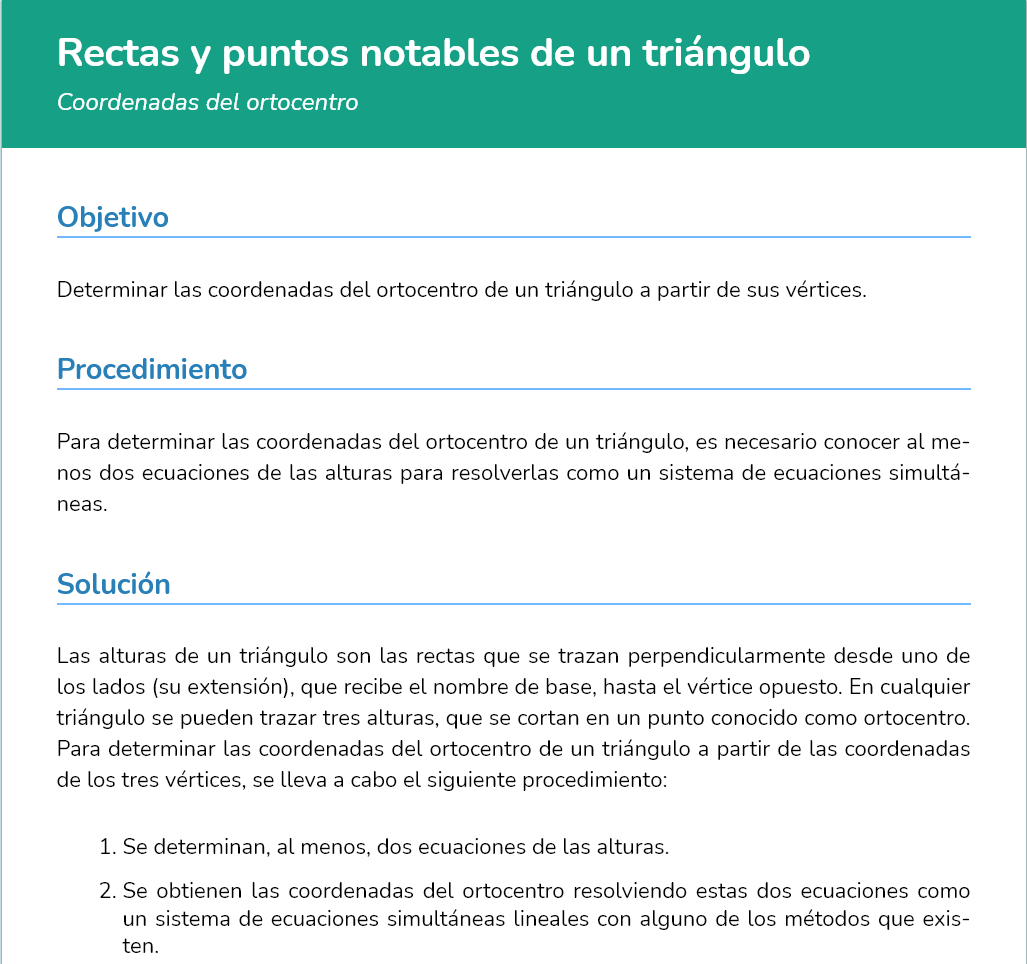 Rectas y puntos notables de un triángulo
Coordenadas del ortocentro
Objetivo
Determinar las coordenadas del ortocentro de un triángulo a partir de sus vértices.
Procedimiento
Para determinar las coordenadas del ortocentro de un triángulo, es necesario conocer al me-
nos dos ecuaciones de las alturas para resolverlas como un sistema de ecuaciones simultá-
neas.
Solución
Las alturas de un triángulo son las rectas que se trazan perpendicularmente desde uno de
los lados (su extensión), que recibe el nombre de base, hasta el vértice opuesto. En cualquier
triángulo se pueden trazar tres alturas, que se cortan en un punto conocido como ortocentro.
Para determinar las coordenadas del ortocentro de un triángulo a partir de las coordenadas
de los tres vértices, se lleva a cabo el siguiente procedimiento:
1. Se determinan, al menos, dos ecuaciones de las alturas.
2. Se obtienen las coordenadas del ortocentro resolviendo estas dos ecuaciones como
un sistema de ecuaciones simultáneas lineales con alguno de los métodos que exis-
ten.